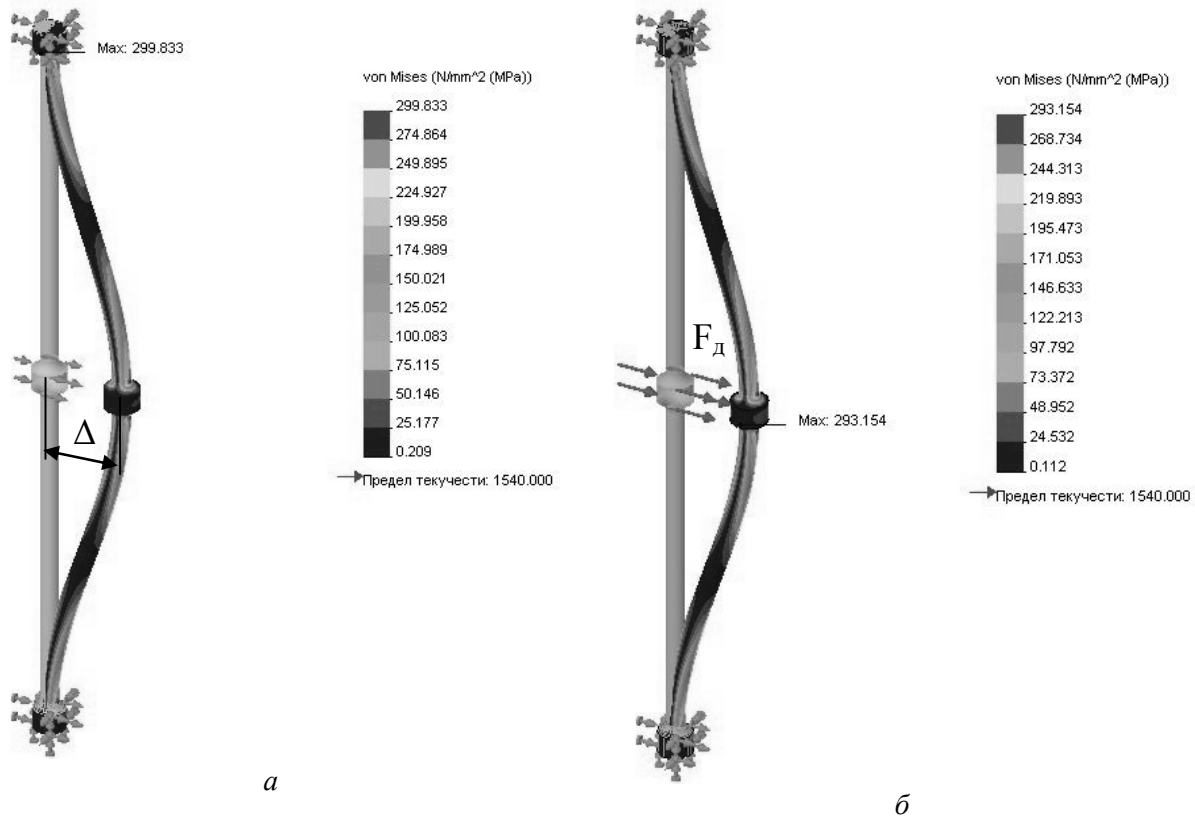 Max: 299.833
von Mises (N/mm^2 (MPa))
299.833
274.864
249.895
224.927
199.958
174.989
150.021
125.052
100.083
75.115
50.146
25.177
0.209
Предел текучести: 1540.000
Δ
а
von Mises (N/mm^2 (MPa))
293.154
268.734
244.313
219.893
195.473
171.053
146.633
122.213
97.792
73.372
48.952
24.532
0.112
Предел текучести: 1540.000
Fд
Max: 293.154
б